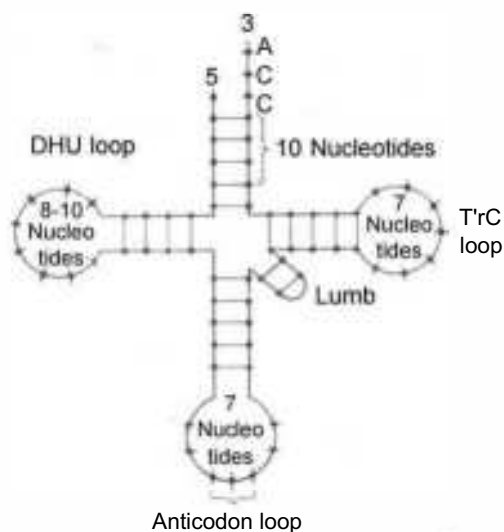 3
A
5
C
C
DHU loop
10 Nucleotides
8-10
Nucleo
tides
7
Nucleo
tides
T'rC
loop
Lumb
7
Nucleo
tides
Anticodon loop